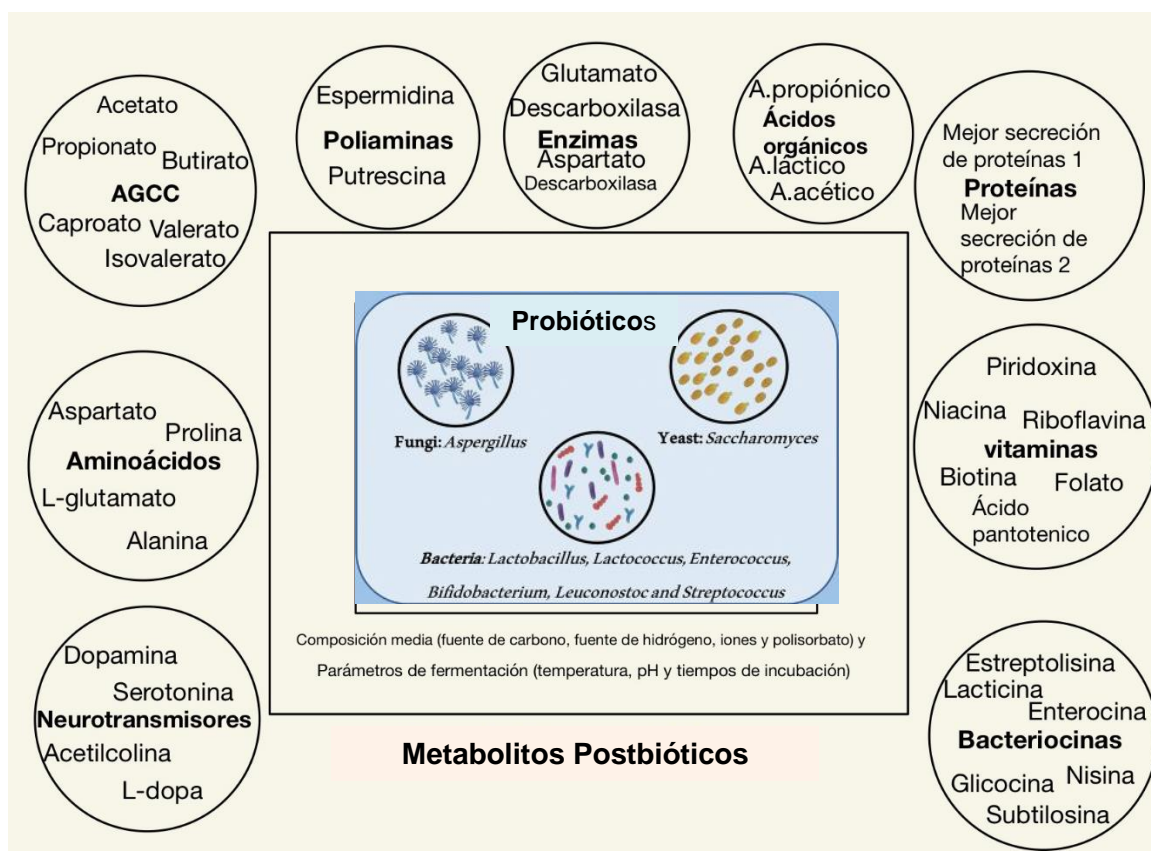 Acetato
Propionato
Butirato
AGCC
Caproato Valerato
Isovalerato
Espermidina
Poliaminas
Putrescina
Glutamato
Descarboxilasa
Enzimas
Aspartato
Descarboxilasa
A.propiónico
Ácidos
orgánicos
A.láctico
A.acético
Mejor secreción
de proteínas 1
Proteínas
Mejor
secreción de
proteínas 2
Aspartato
Prolina
Aminoácidos
L-glutamato
Alanina
Probióticos
Fungi: Aspergillus
Yeast: Saccharomyces
Bacteria: Lactobacillus, Lactococcus, Enterococcus,
Bifidobacterium, Leuconostoc and Streptococcus
Composición media (fuente de carbono, fuente de hidrógeno, iones y polisorbato) y
Parámetros de fermentación (temperatura, pH y tiempos de incubación)
Piridoxina
Niacina
Riboflavina
vitaminas
Biotina
Folato
Ácido
pantotenico
Dopamina
Serotonina
Neurotransmisores
Acetilcolina
L-dopa
Metabolitos Postbióticos
Estreptolisina
Lacticina
Enterocina
Bacteriocinas
Glicocina
Nisina
Subtilosina